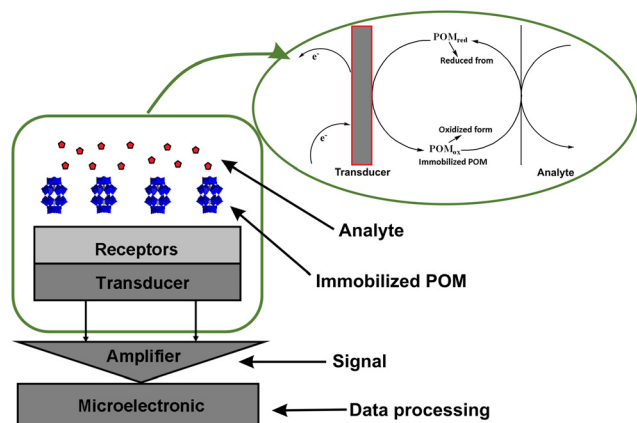 POMred
Reduced from
e-
Oxidized form
e-
POMox
Immobilized POM
Transducer
Analyte
Analyte
Receptors
Immobilized POM
Transducer
Amplifier
Signal
Microelectronic
Data processing